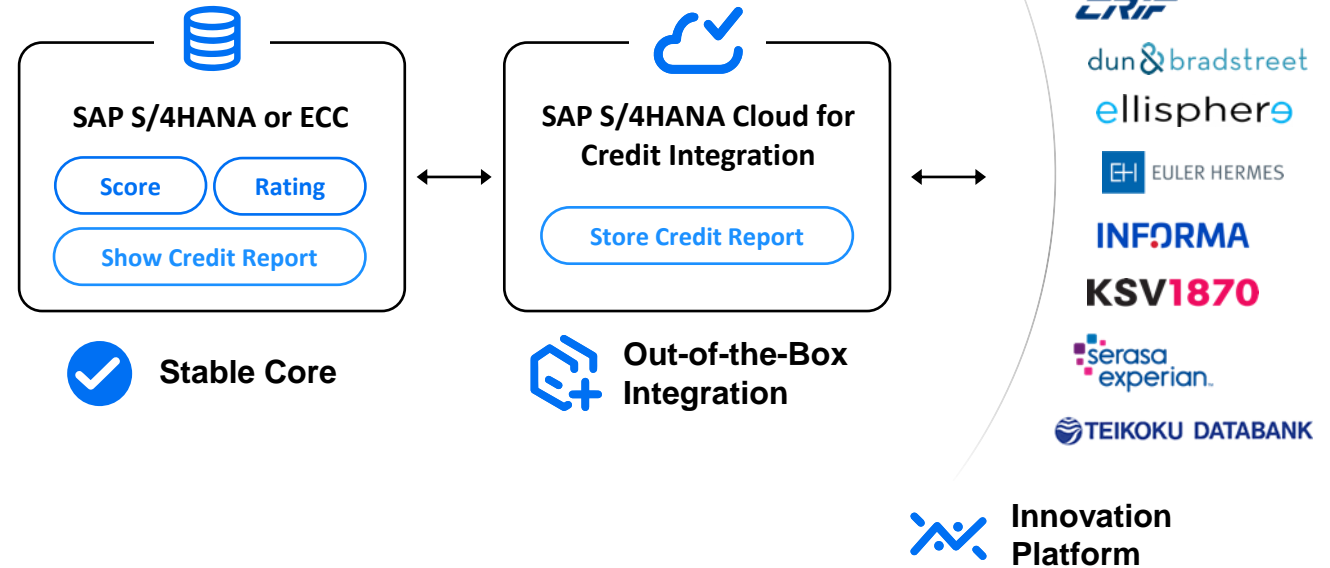 SAP S/4HANA or ECC
Score
Rating
Show Credit Report
Stable Core
SAP S/4HANA Cloud for
Credit Integration
Store Credit Report
Out-of-the-Box
Integration
CRIF
dun & bradstreet
ellisphere
EH EULER HERMES
INFORMA
KSV1870
serasa
experian.
TEIKOKU DATABANK
Innovation
Platform